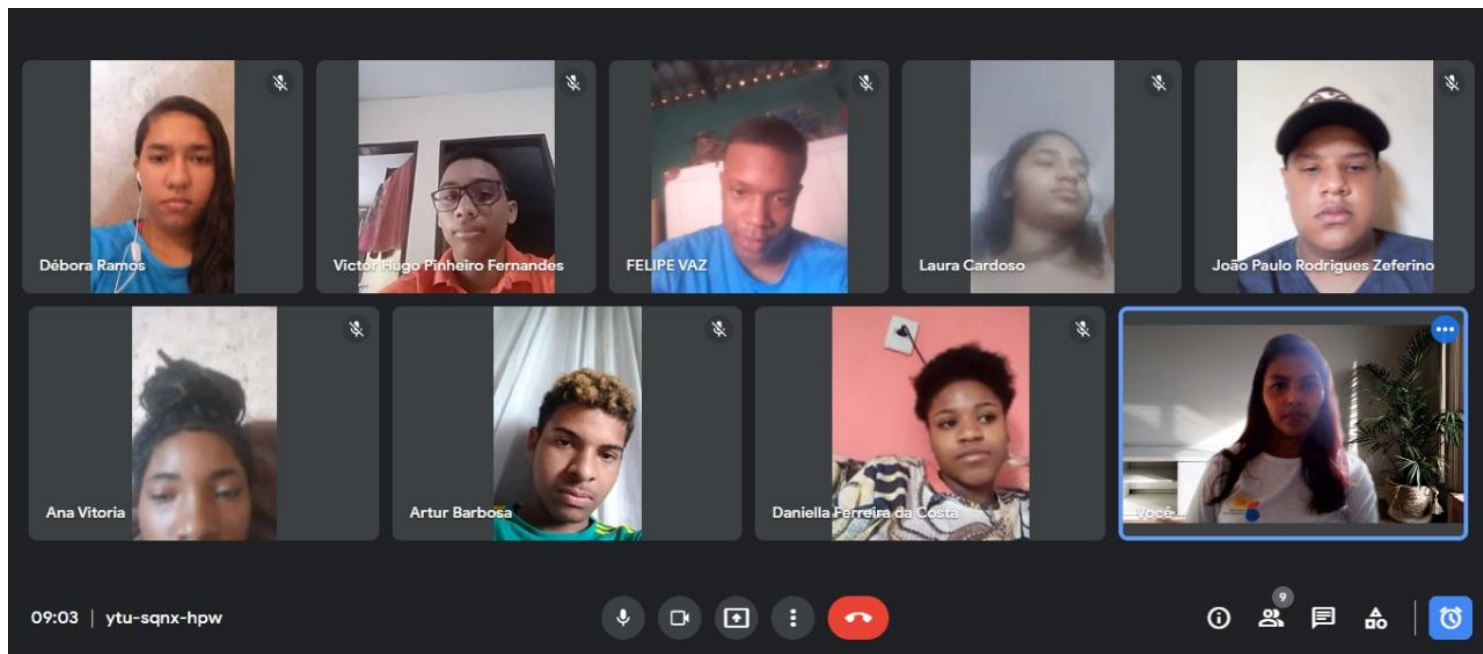 Débora Ramos
Victor Hugo Pinheiro Fernandes
FELIPE VAZ
Laura Cardoso
João Paulo Rodrigues Zeferino
Ana Vitoria
Artur Barbosa
Daniella Ferreira da Costa
Você
09:03 | ytu-sqnx-hpw
9